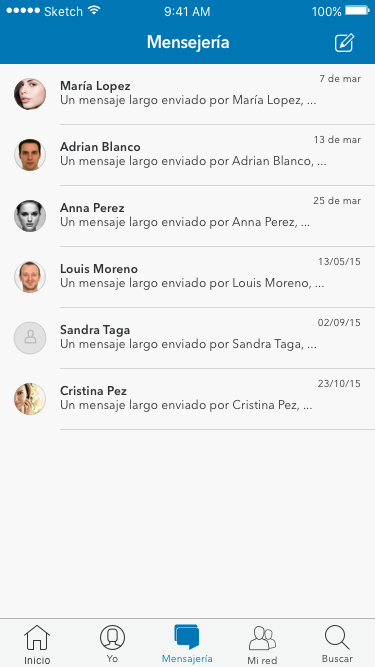 Sketch 9:41 AM 100%
Mensejería
7 de mar
María Lopez
Un mensaje largo enviado por María Lopez, ...
13 de mar
Adrian Blanco
Un mensaje largo enviado por Adrian Blanco, ...
25 de mar
Anna Perez
Un mensaje largo enviado por Anna Perez, ...
13/05/15
Louis Moreno
Un mensaje largo enviado por Louis Moreno, ...
02/09/15
Sandra Taga
Un mensaje largo enviado por Sandra Taga, ...
23/10/15
Cristina Pez
Un mensaje largo enviado por Cristina Pez, ...
Inicio Yo Mensajería Mi red Buscar